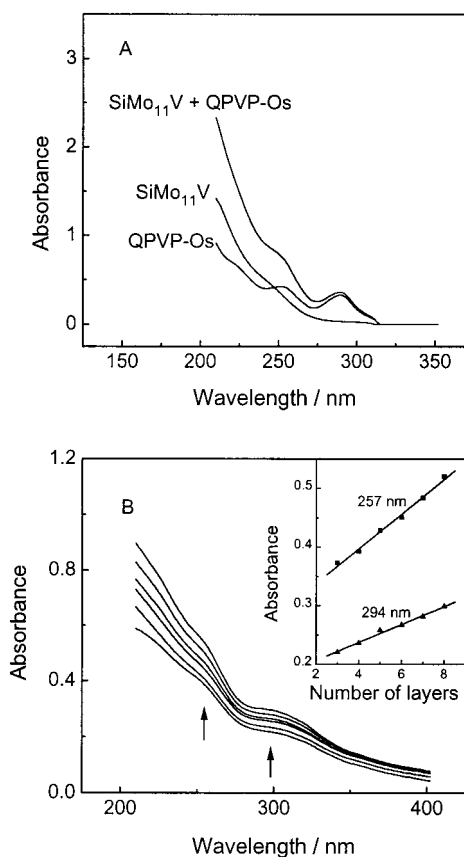 A
3
2
1
0
Absorbance
SiMo₁₁V + QPVP-Os
SiMo₁₁V
QPVP-Os
150 200 250 300 350
Wavelength / nm
B
1.2
0.8
0.4
0.0
Absorbance
200 300 400
Wavelength / nm
0.5
0.4
0.3
0.2
Absorbance
257 nm
294 nm
2 4 6 8
Number of layers